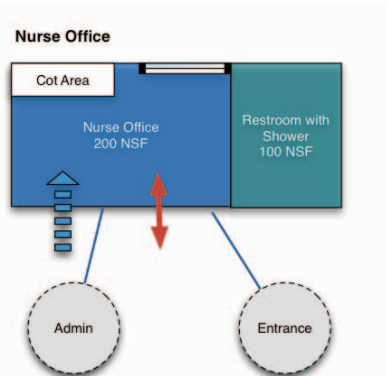 Nurse Office
Cot Area
Nurse Office
200 NSF
Restroom with
Shower
100 NSF
Admin
Entrance